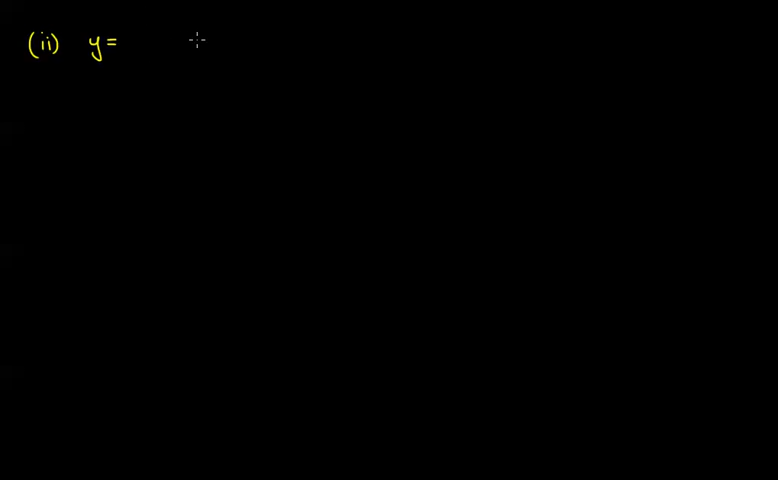 (ii) y =